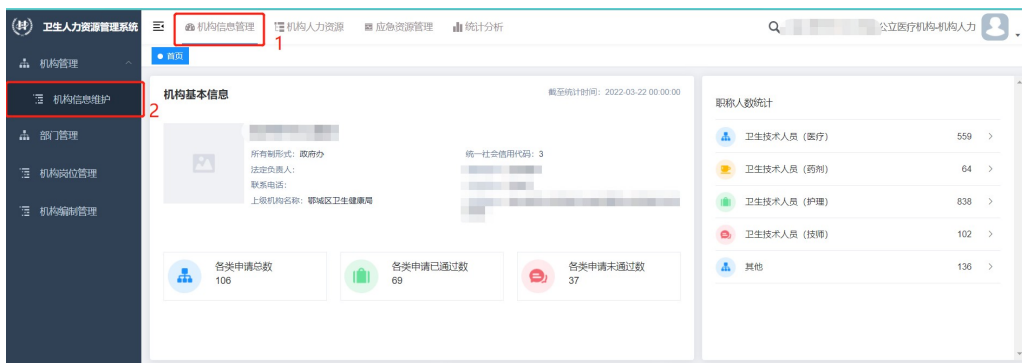 卫生人力资源管理系统
机构信息管理 机构人力资源 应急资源管理 统计分析
公立医疗机构-机构人力
1
首页
机构管理
机构信息维护
2
部门管理
机构岗位管理
机构编制管理
机构基本信息
截至统计时间：2022-03-22 00:00:00
所有制形式：政府办
统一社会信用代码：3
法定负责人：
联系电话：
上级机构名称：鄠城区卫生健康局
各类申请总数
106
各类申请已通过数
69
各类申请未通过数
37
职称人数统计
卫生技术人员（医疗） 559
卫生技术人员（药剂） 64
卫生技术人员（护理） 838
卫生技术人员（技师） 102
其他 136